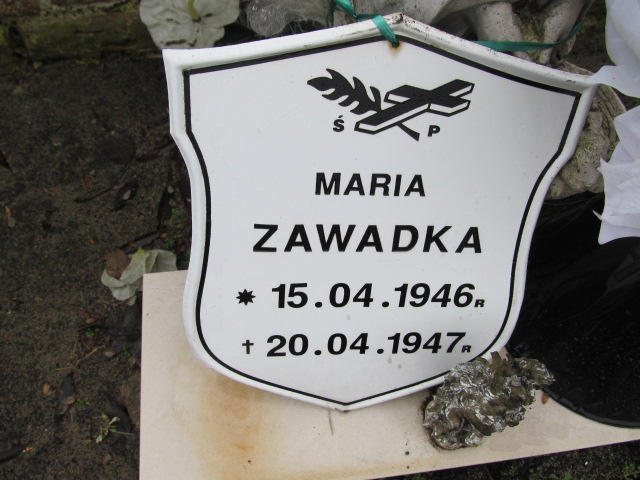 Ś P
MARIA
ZAWADKA
* 15.04.1946R
† 20.04.1947R